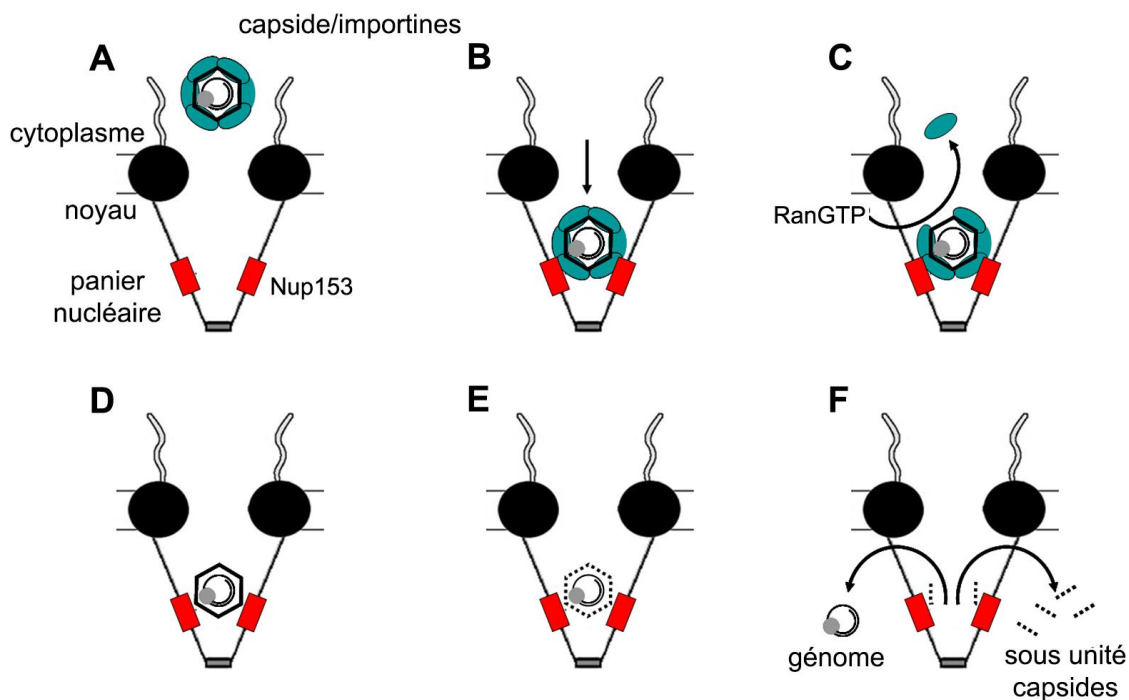 capside/importines
A
B
C
cytoplasme
noyau
RanGTP
panier
nucléaire
Nup153
D
E
F
génome
sous unité
capsides